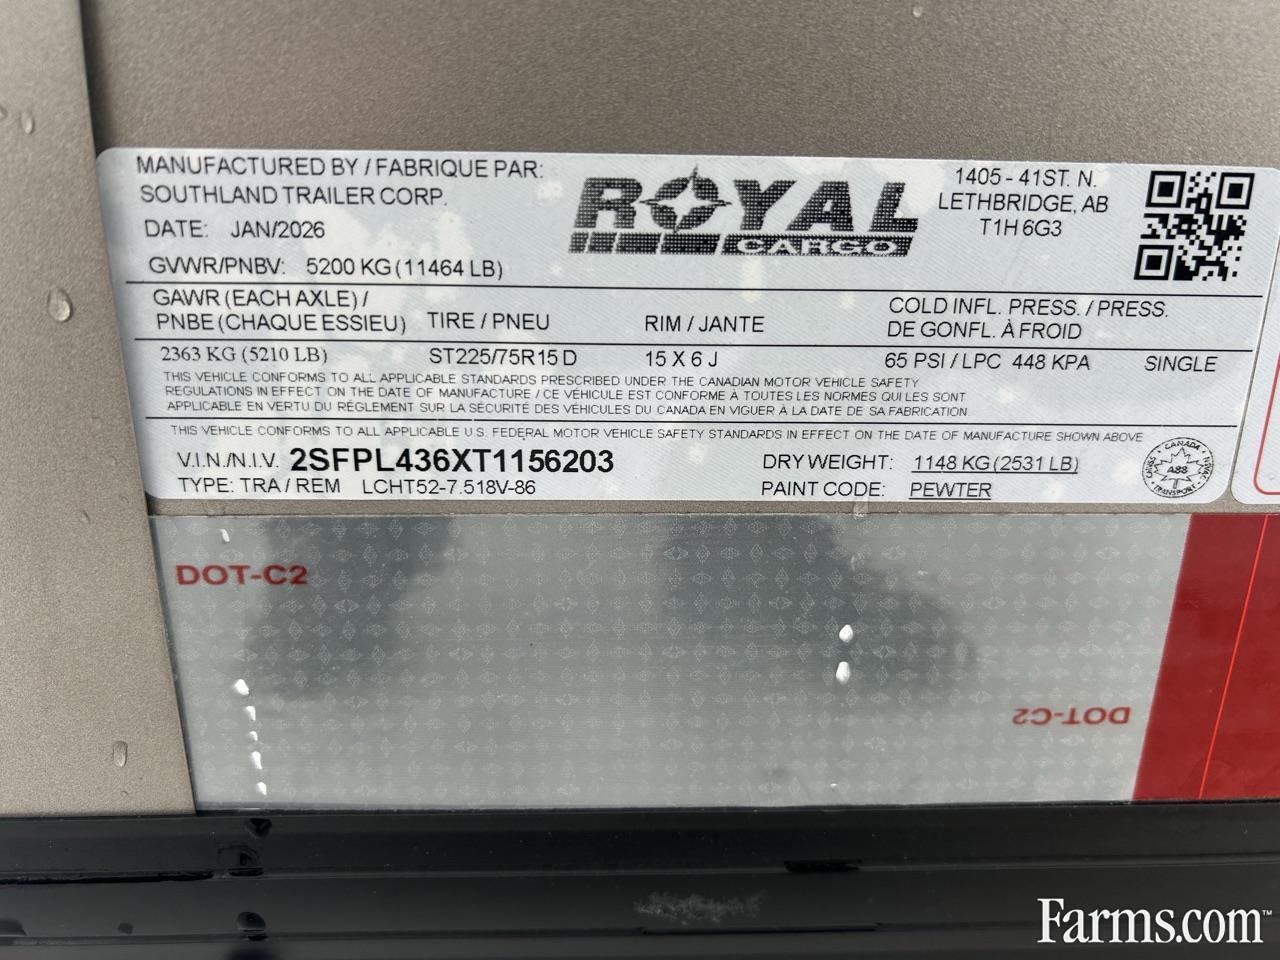 MANUFACTURED BY / FABRIQUE PAR:
SOUTHLAND TRAILER CORP.
DATE: JAN/2026
GVWR/PNBV: 5200 KG (11464 LB)
ROYAL
CARGO
1405 - 41ST. N.
LETHBRIDGE, AB
T1H 6G3
GAWR (EACH AXLE) /
PNBE (CHAQUE ESSIEU)
TIRE / PNEU
RIM / JANTE
COLD INFL. PRESS. / PRESS.
DE GONFL. À FROID
2363 KG (5210 LB) ST225/75R15 D 15 X 6 J 65 PSI / LPC 448 KPA SINGLE
THIS VEHICLE CONFORMS TO ALL APPLICABLE STANDARDS PRESCRIBED UNDER THE CANADIAN MOTOR VEHICLE SAFETY
REGULATIONS IN EFFECT ON THE DATE OF MANUFACTURE / CE VÉHICULE EST CONFORME À TOUTES LES NORMES QUI LES SONT
APPLICABLE EN VERTU DU RÉGLEMENT SUR LA SÉCURITÉ DES VÉHICULES DU CANADA EN VIGUER À LA DATE DE SA FABRICATION
THIS VEHICLE CONFORMS TO ALL APPLICABLE U.S. FEDERAL MOTOR VEHICLE SAFETY STANDARDS IN EFFECT ON THE DATE OF MANUFACTURE SHOWN ABOVE
V.I.N./N.I.V. 2SFPL436XT1156203
TYPE: TRA / REM LCHT52-7.518V-86
DRY WEIGHT: 1148 KG (2531 LB)
PAINT CODE: PEWTER
CANADA
A88
TRANSPORT
DOT-C2
DOT-C2
Farms.com™